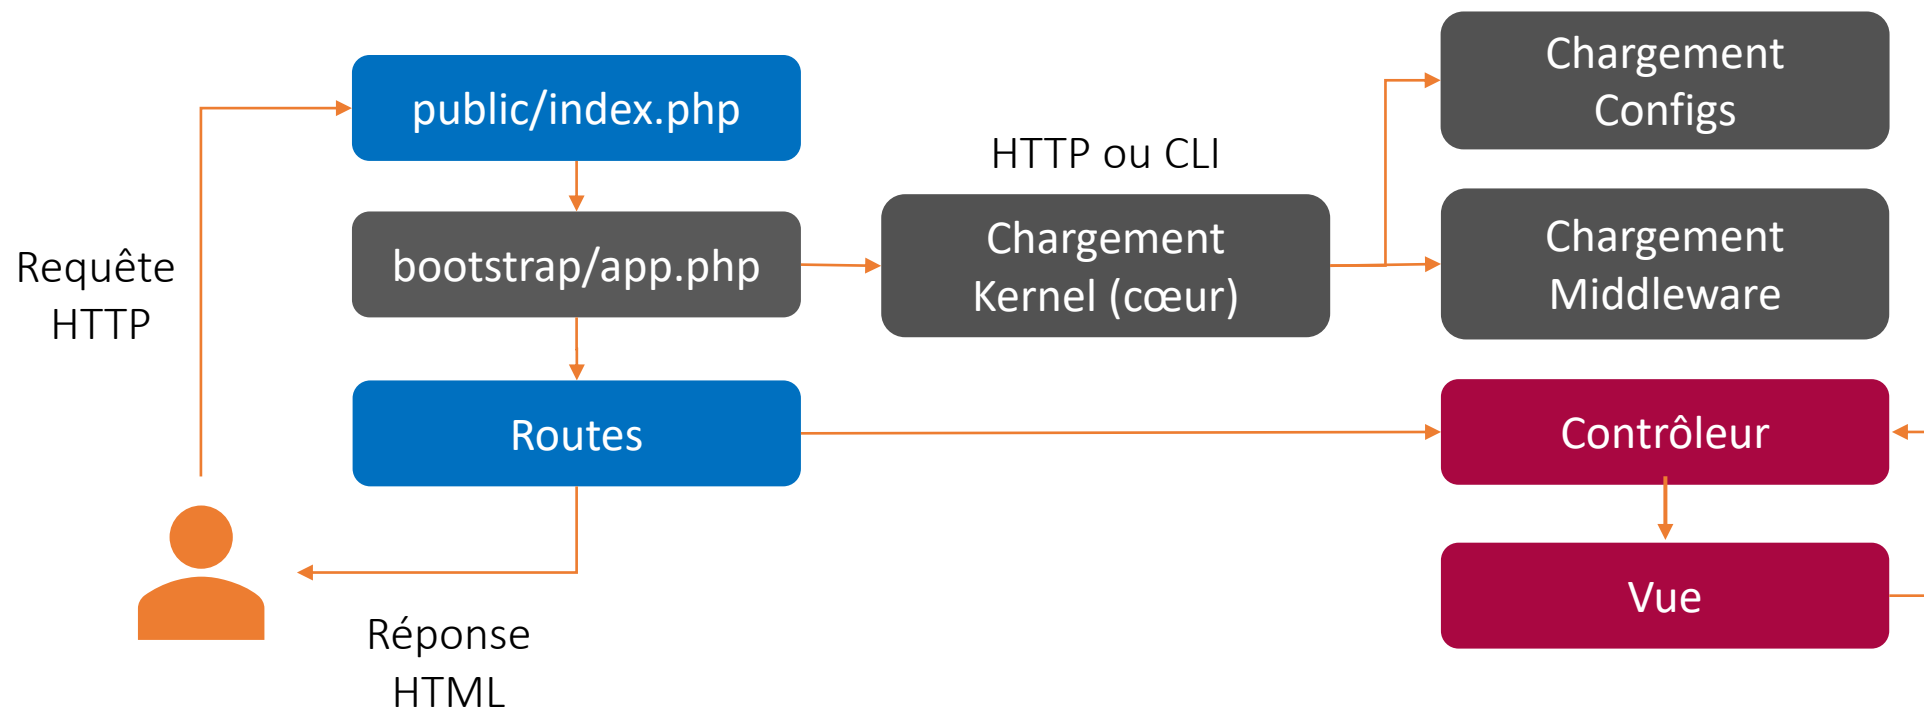 public/index.php
Chargement
Configs
HTTP ou CLI
bootstrap/app.php
Chargement
Kernel (cœur)
Chargement
Middleware
Requête
HTTP
Routes
Contrôleur
Vue
Réponse
HTML